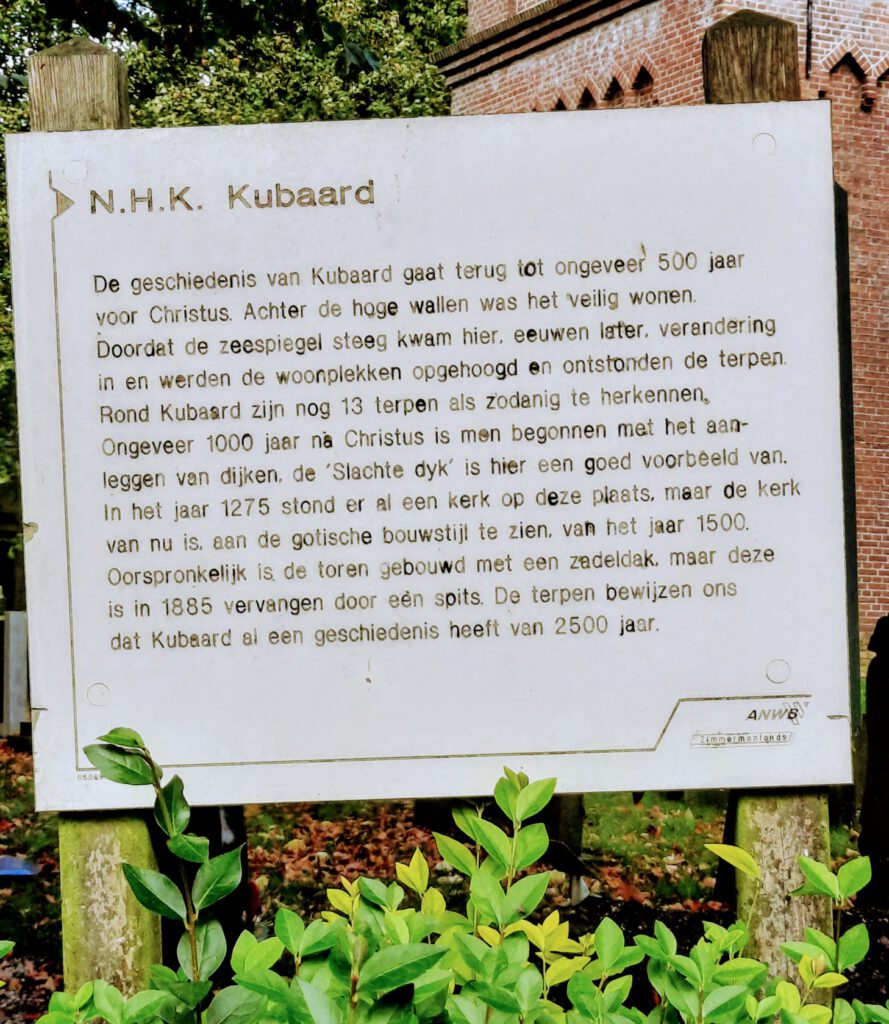 N.H.K. Kubaard
De geschiedenis van Kubaard gaat terug tot ongeveer 500 jaar
voor Christus. Achter de hoge wallen was het veilig wonen.
Doordat de zeespiegel steeg kwam hier, eeuwen later, verandering
in en werden de woonplekken opgehoogd en ontstonden de terpen.
Rond Kubaard zijn nog 13 terpen als zodanig te herkennen.
Ongeveer 1000 jaar na Christus is men begonnen met het aan-
leggen van dijken, de 'Slachte dyk' is hier een goed voorbeeld van.
In het jaar 1275 stond er al een kerk op deze plaats, maar de kerk
van nu is, aan de gotische bouwstijl te zien, van het jaar 1500.
Oorspronkelijk is de toren gebouwd met een zadeldak, maar deze
is in 1885 vervangen door een spits. De terpen bewijzen ons
dat Kubaard al een geschiedenis heeft van 2500 jaar.
ANWB
zimmermanfonds